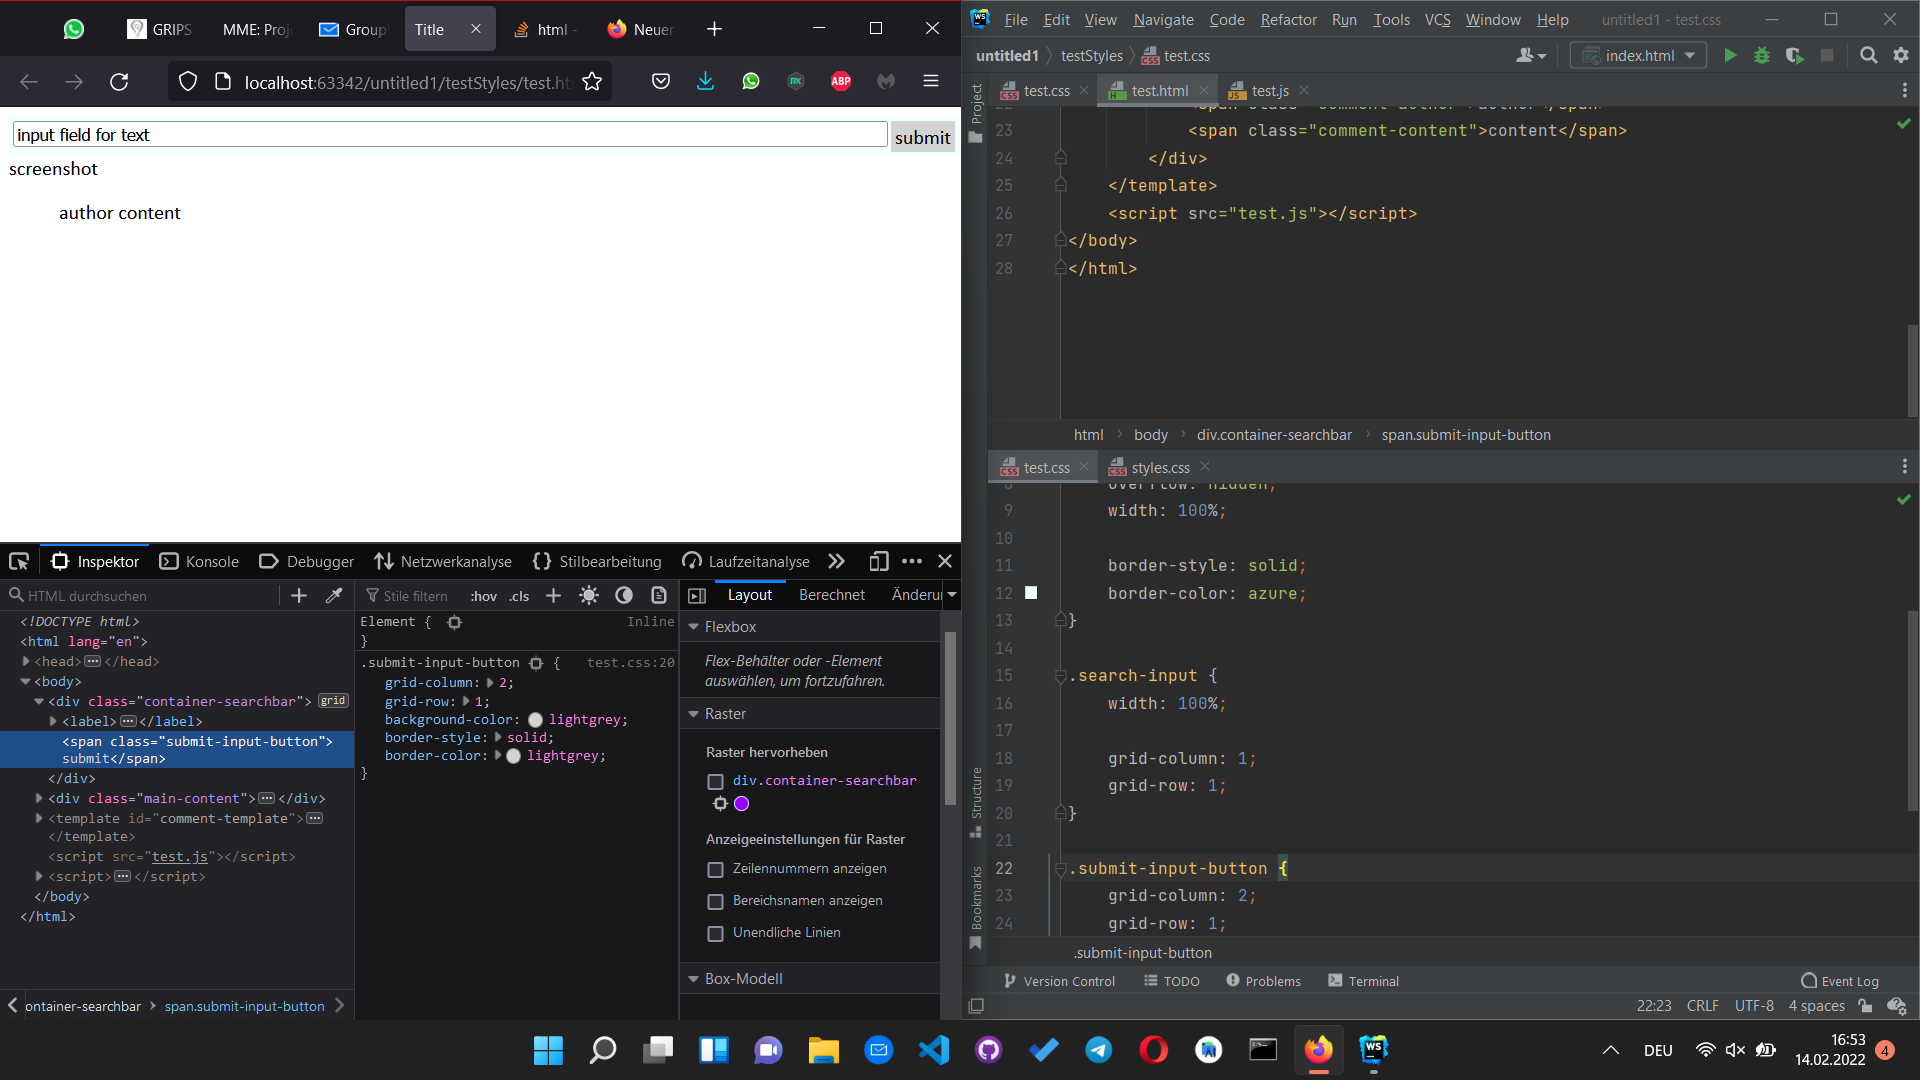 GRIPS
MME: Proj
Group
Title
html -
Neuer
localhost:63342/untitled1/testStyles/test.ht
ABP
input field for text
submit
screenshot
author content
Inspektor
Konsole
Debugger
Netzwerkanalyse
Stilbearbeitung
Laufzeitanalyse
HTML durchsuchen
Stile filtern
:hov
.cls
Layout
Berechnet
Änderu
<!DOCTYPE html>
<html lang="en">
<head></head>
<body>
<div class="container-searchbar"> grid
<label></label>
<span class="submit-input-button">
submit</span>
</div>
<div class="main-content"></div>
<template id="comment-template">
</template>
<script src="test.js"></script>
<script></script>
</body>
</html>
ontainer-searchbar
span.submit-input-button
Element {
Inline
}
.submit-input-button {
test.css:20
grid-column: 2;
grid-row: 1;
background-color: lightgrey;
border-style: solid;
border-color: lightgrey;
}
Flexbox
Flex-Behälter oder -Element
auswählen, um fortzufahren.
Raster
Raster hervorheben
div.container-searchbar
Anzeigeeinstellungen für Raster
Zeilennummern anzeigen
Bereichsnamen anzeigen
Unendliche Linien
Box-Modell
WS
File Edit View Navigate Code Refactor Run Tools VCS Window Help
untitled1 - test.css
untitled1
testStyles
test.css
index.html
Project
test.css
test.html
test.js
23 <span class="comment-content">content</span>
24 </div>
25 </template>
26 <script src="test.js"></script>
27 </body>
28 </html>
html
body
div.container-searchbar
span.submit-input-button
test.css
styles.css
8 overflow: hidden;
9 width: 100%;
10
11 border-style: solid;
12 border-color: azure;
13 }
14
15 .search-input {
16 width: 100%;
17
18 grid-column: 1;
19 grid-row: 1;
20 }
21
22 .submit-input-button {
23 grid-column: 2;
24 grid-row: 1;
Structure
Bookmarks
.submit-input-button
Version Control
TODO
Problems
Terminal
Event Log
22:23
CRLF
UTF-8
4 spaces
WS
DEU
16:53
14.02.2022
4